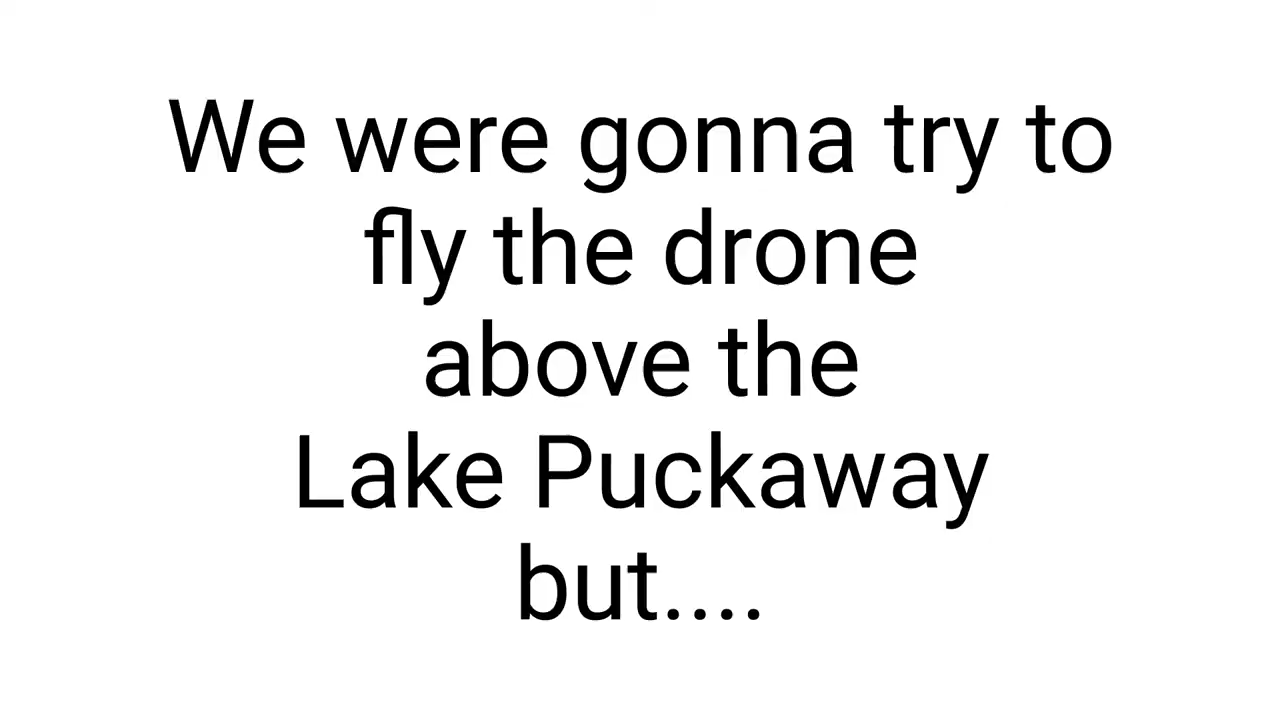 We were gonna try to
fly the drone
above the
Lake Puckaway
but....